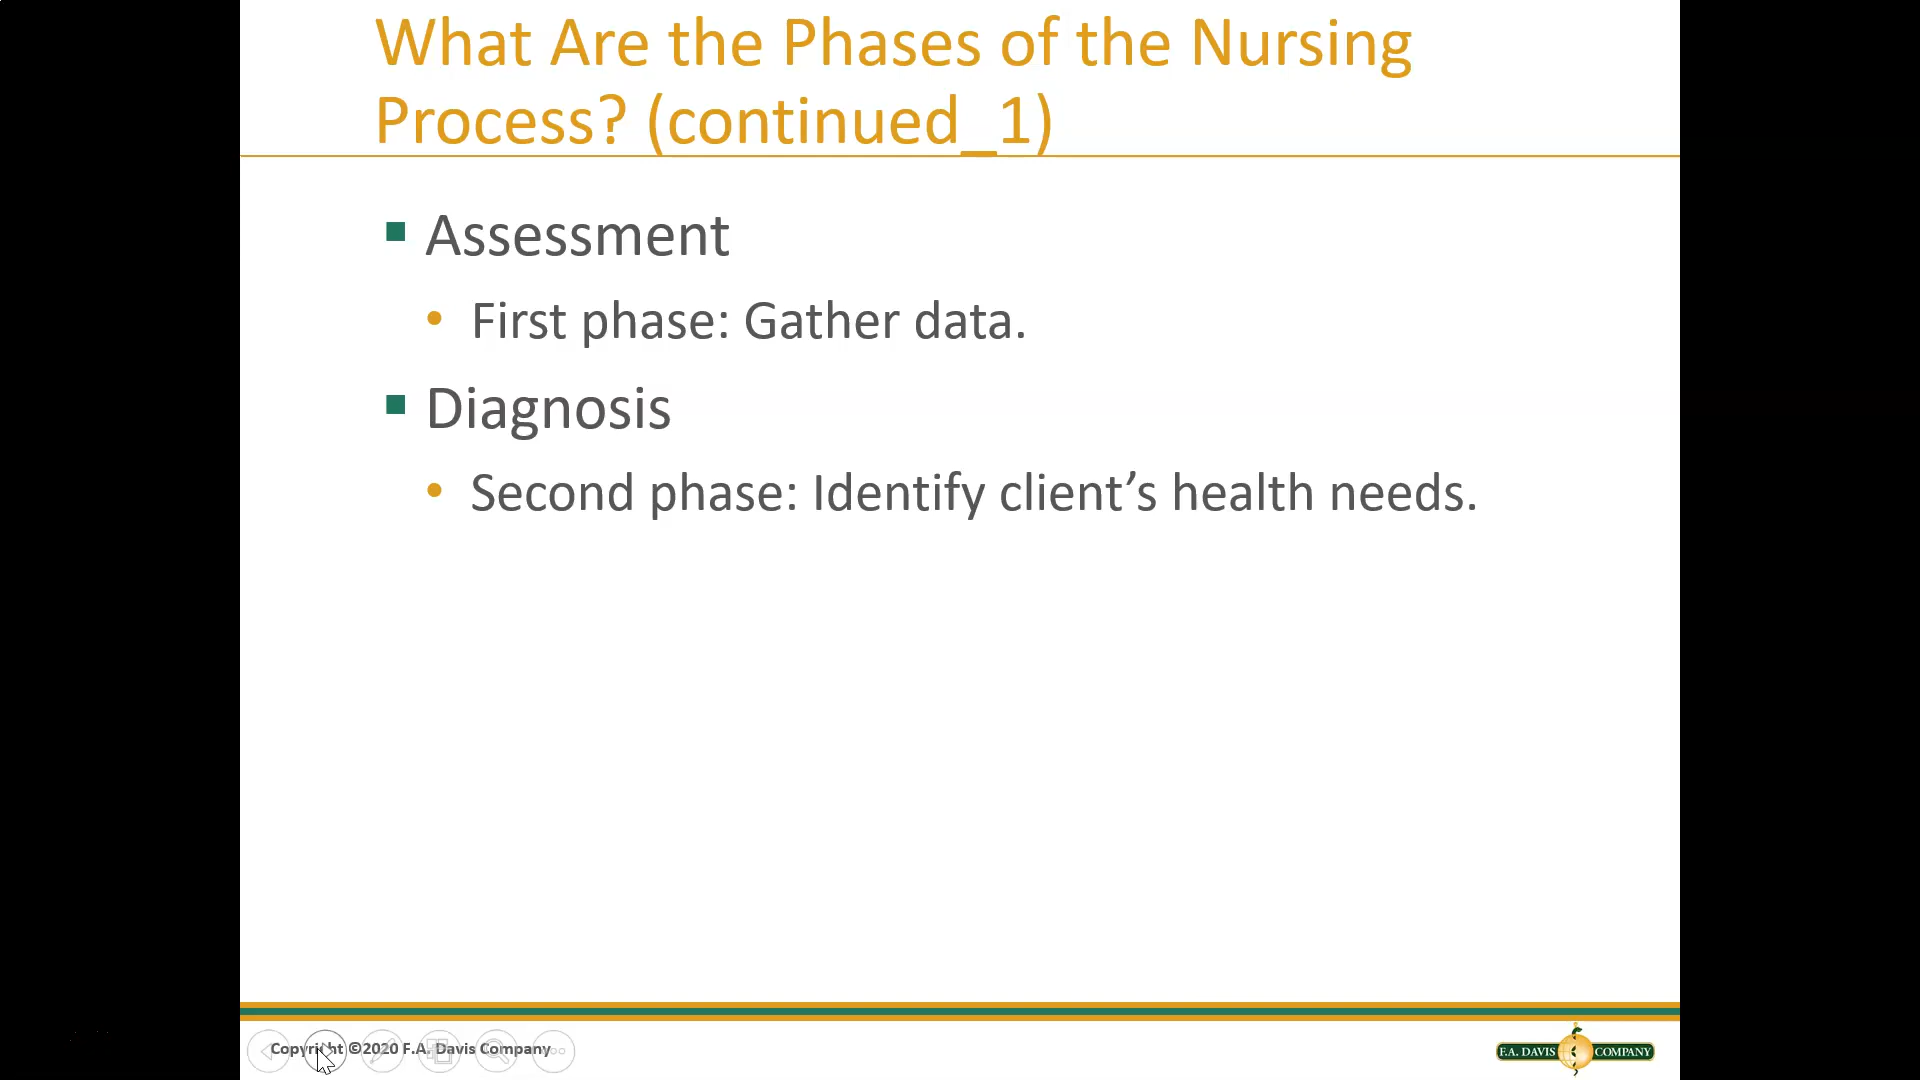 What Are the Phases of the Nursing
Process? (continued_1)
Assessment
First phase: Gather data.
Diagnosis
Second phase: Identify client’s health needs.
Copyright ©2020 F.A. Davis Company
F.A. DAVIS COMPANY